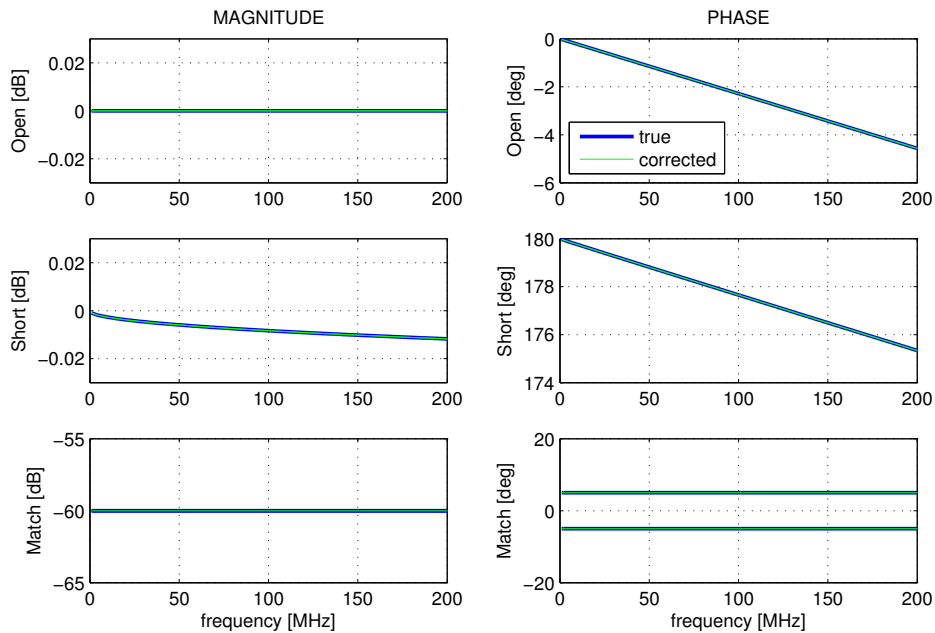 MAGNITUDE
Open [dB]
0.02
0
−0.02
0 50 100 150 200
PHASE
Open [deg]
0
−2
−4
−6
true
corrected
0 50 100 150 200
Short [dB]
0.02
0
−0.02
0 50 100 150 200
Short [deg]
180
178
176
174
0 50 100 150 200
Match [dB]
−55
−60
−65
0 50 100 150 200
frequency [MHz]
Match [deg]
20
0
−20
0 50 100 150 200
frequency [MHz]